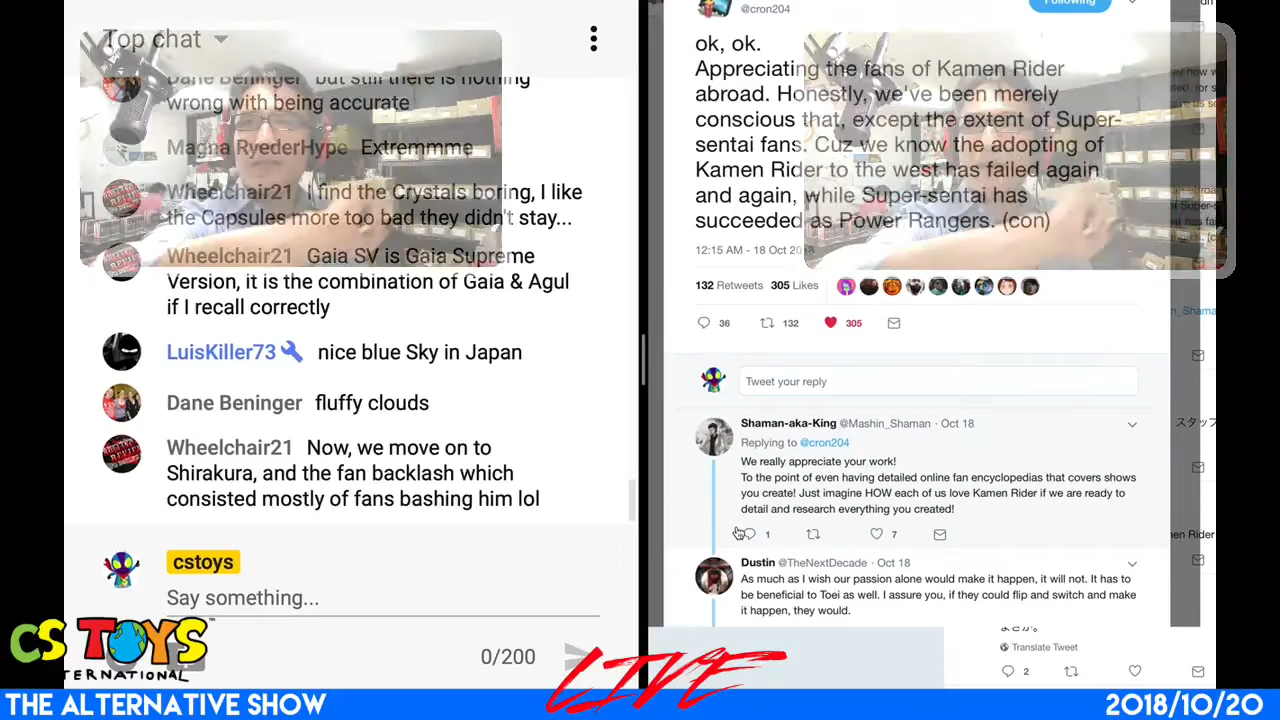 Top chat
Dane Beninger but still there is nothing
wrong with being accurate
Magna RyederHype Extremmme
Wheelchair21 I find the Crystals boring, I like
the Capsules more too bad they didn't stay...
Wheelchair21 Gaia SV is Gaia Supreme
Version, it is the combination of Gaia & Agul
if I recall correctly
LuisKiller73 nice blue Sky in Japan
Dane Beninger fluffy clouds
Wheelchair21 Now, we move on to
Shirakura, and the fan backlash which
consisted mostly of fans bashing him lol
cstoys
Say something...
0/200
@cron204
Following
ok, ok.
Appreciating the fans of Kamen Rider
abroad. Honestly, we've been merely
conscious that, except the extent of Super-
sentai fans. Cuz we know the adopting of
Kamen Rider to the west has failed again
and again, while Super-sentai has
succeeded as Power Rangers. (con)
12:15 AM - 18 Oct 2018
132 Retweets 305 Likes
36 132 305
Tweet your reply
Shaman-aka-King @Mashin_Shaman · Oct 18
Replying to @cron204
We really appreciate your work!
To the point of even having detailed online fan encyclopedias that covers shows
you create! Just imagine HOW each of us love Kamen Rider if we are ready to
detail and research everything you created!
1 7
Dustin @TheNextDecade · Oct 18
As much as I wish our passion alone would make it happen, it will not. It has to
be beneficial to Toei as well. I assure you, if they could flip and switch and make
it happen, they would.
n_Shama
スタッフ
en Rider
Translate Tweet
2
CS TOYS
TERNATIONAL
LIVE
THE ALTERNATIVE SHOW
2018/10/20